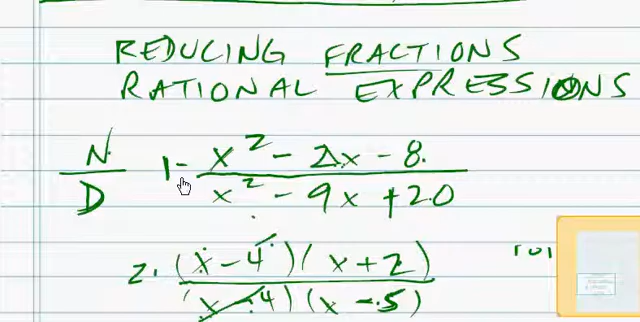 REDUCING FRACTIONS
RATIONAL EXPRESSIONS
N/D 1- (x² - 2x - 8)/(x² - 9x + 20)
2. (x - 4)(x + 2)/(x - 4)(x - 5)